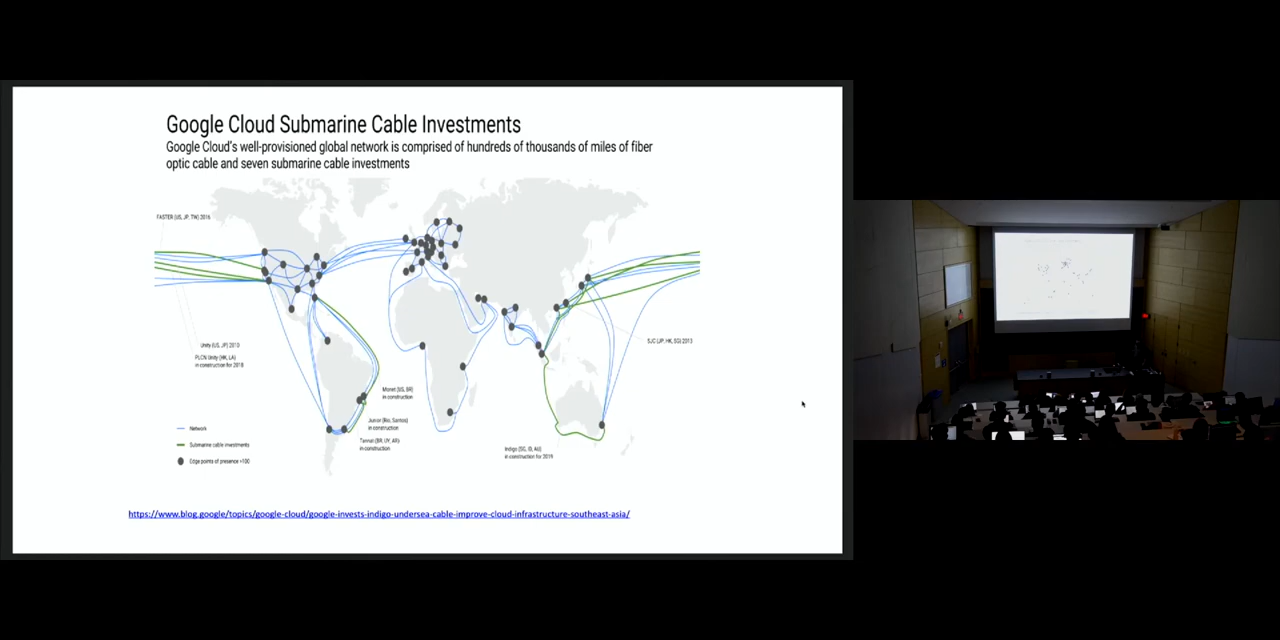 Google Cloud Submarine Cable Investments
Google Cloud's well-provisioned global network is comprised of hundreds of thousands of miles of fiber
optic cable and seven submarine cable investments
FASTER (US, JP, TW) 2016
Unity (US, JP) 2010
PLCN Unity (HK, LA)
in construction for 2018
SJC (JP, HK, SG) 2013
Monet (US, BR)
in construction
Junior (Rio, Santos)
in construction
Tannat (BR, UY, AR)
in construction
Indigo (SG, ID, AU)
in construction for 2019
Network
Submarine cable investments
Edge points of presence >100
https://www.blog.google/topics/google-cloud/google-invests-indigo-undersea-cable-improve-cloud-infrastructure-southeast-asia/